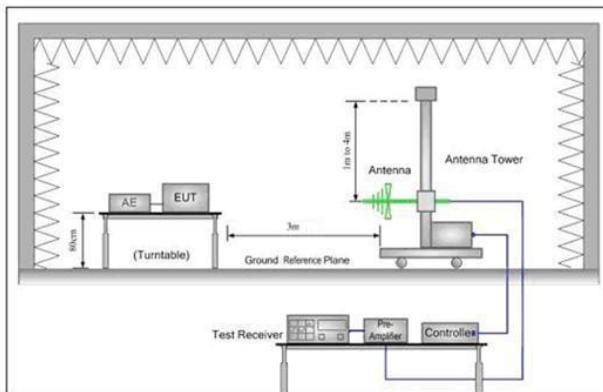 1m to 4m
Antenna
Antenna Tower
AE
EUT
80cm
(Turntable)
3m
Ground Reference Plane
Test Receiver
Pre-
Amplifier
Controller